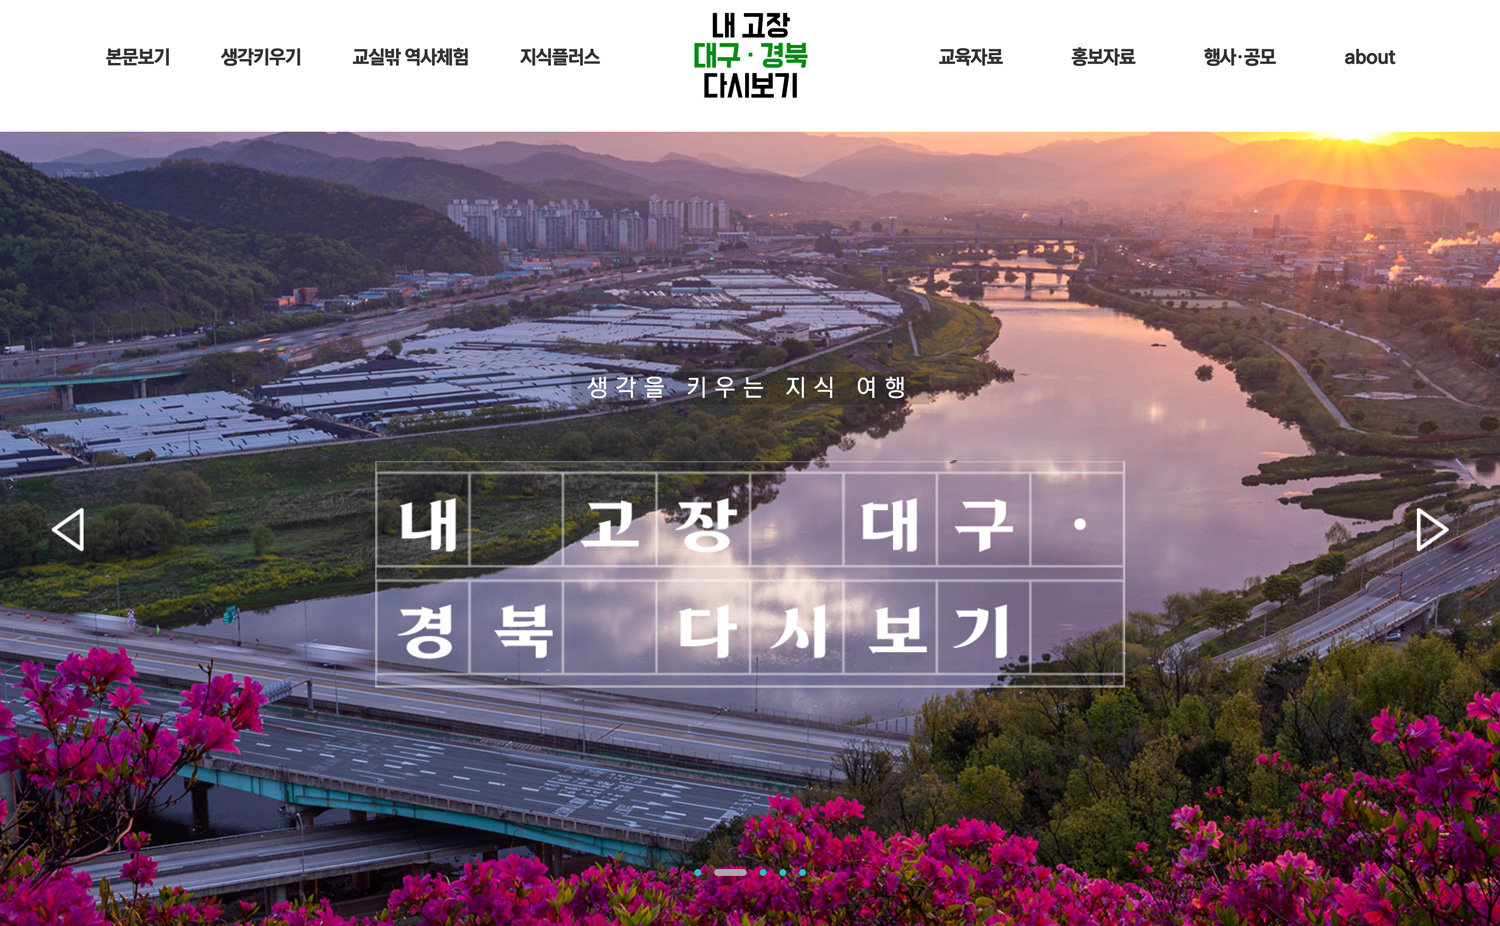 본문보기
생각키우기
교실밖 역사체험
지식플러스
내 고장
대구 · 경북
다시보기
교육자료
홍보자료
행사·공모
about
생각을 키우는 지식 여행
내 고장 대구 ·
경북 다시보기